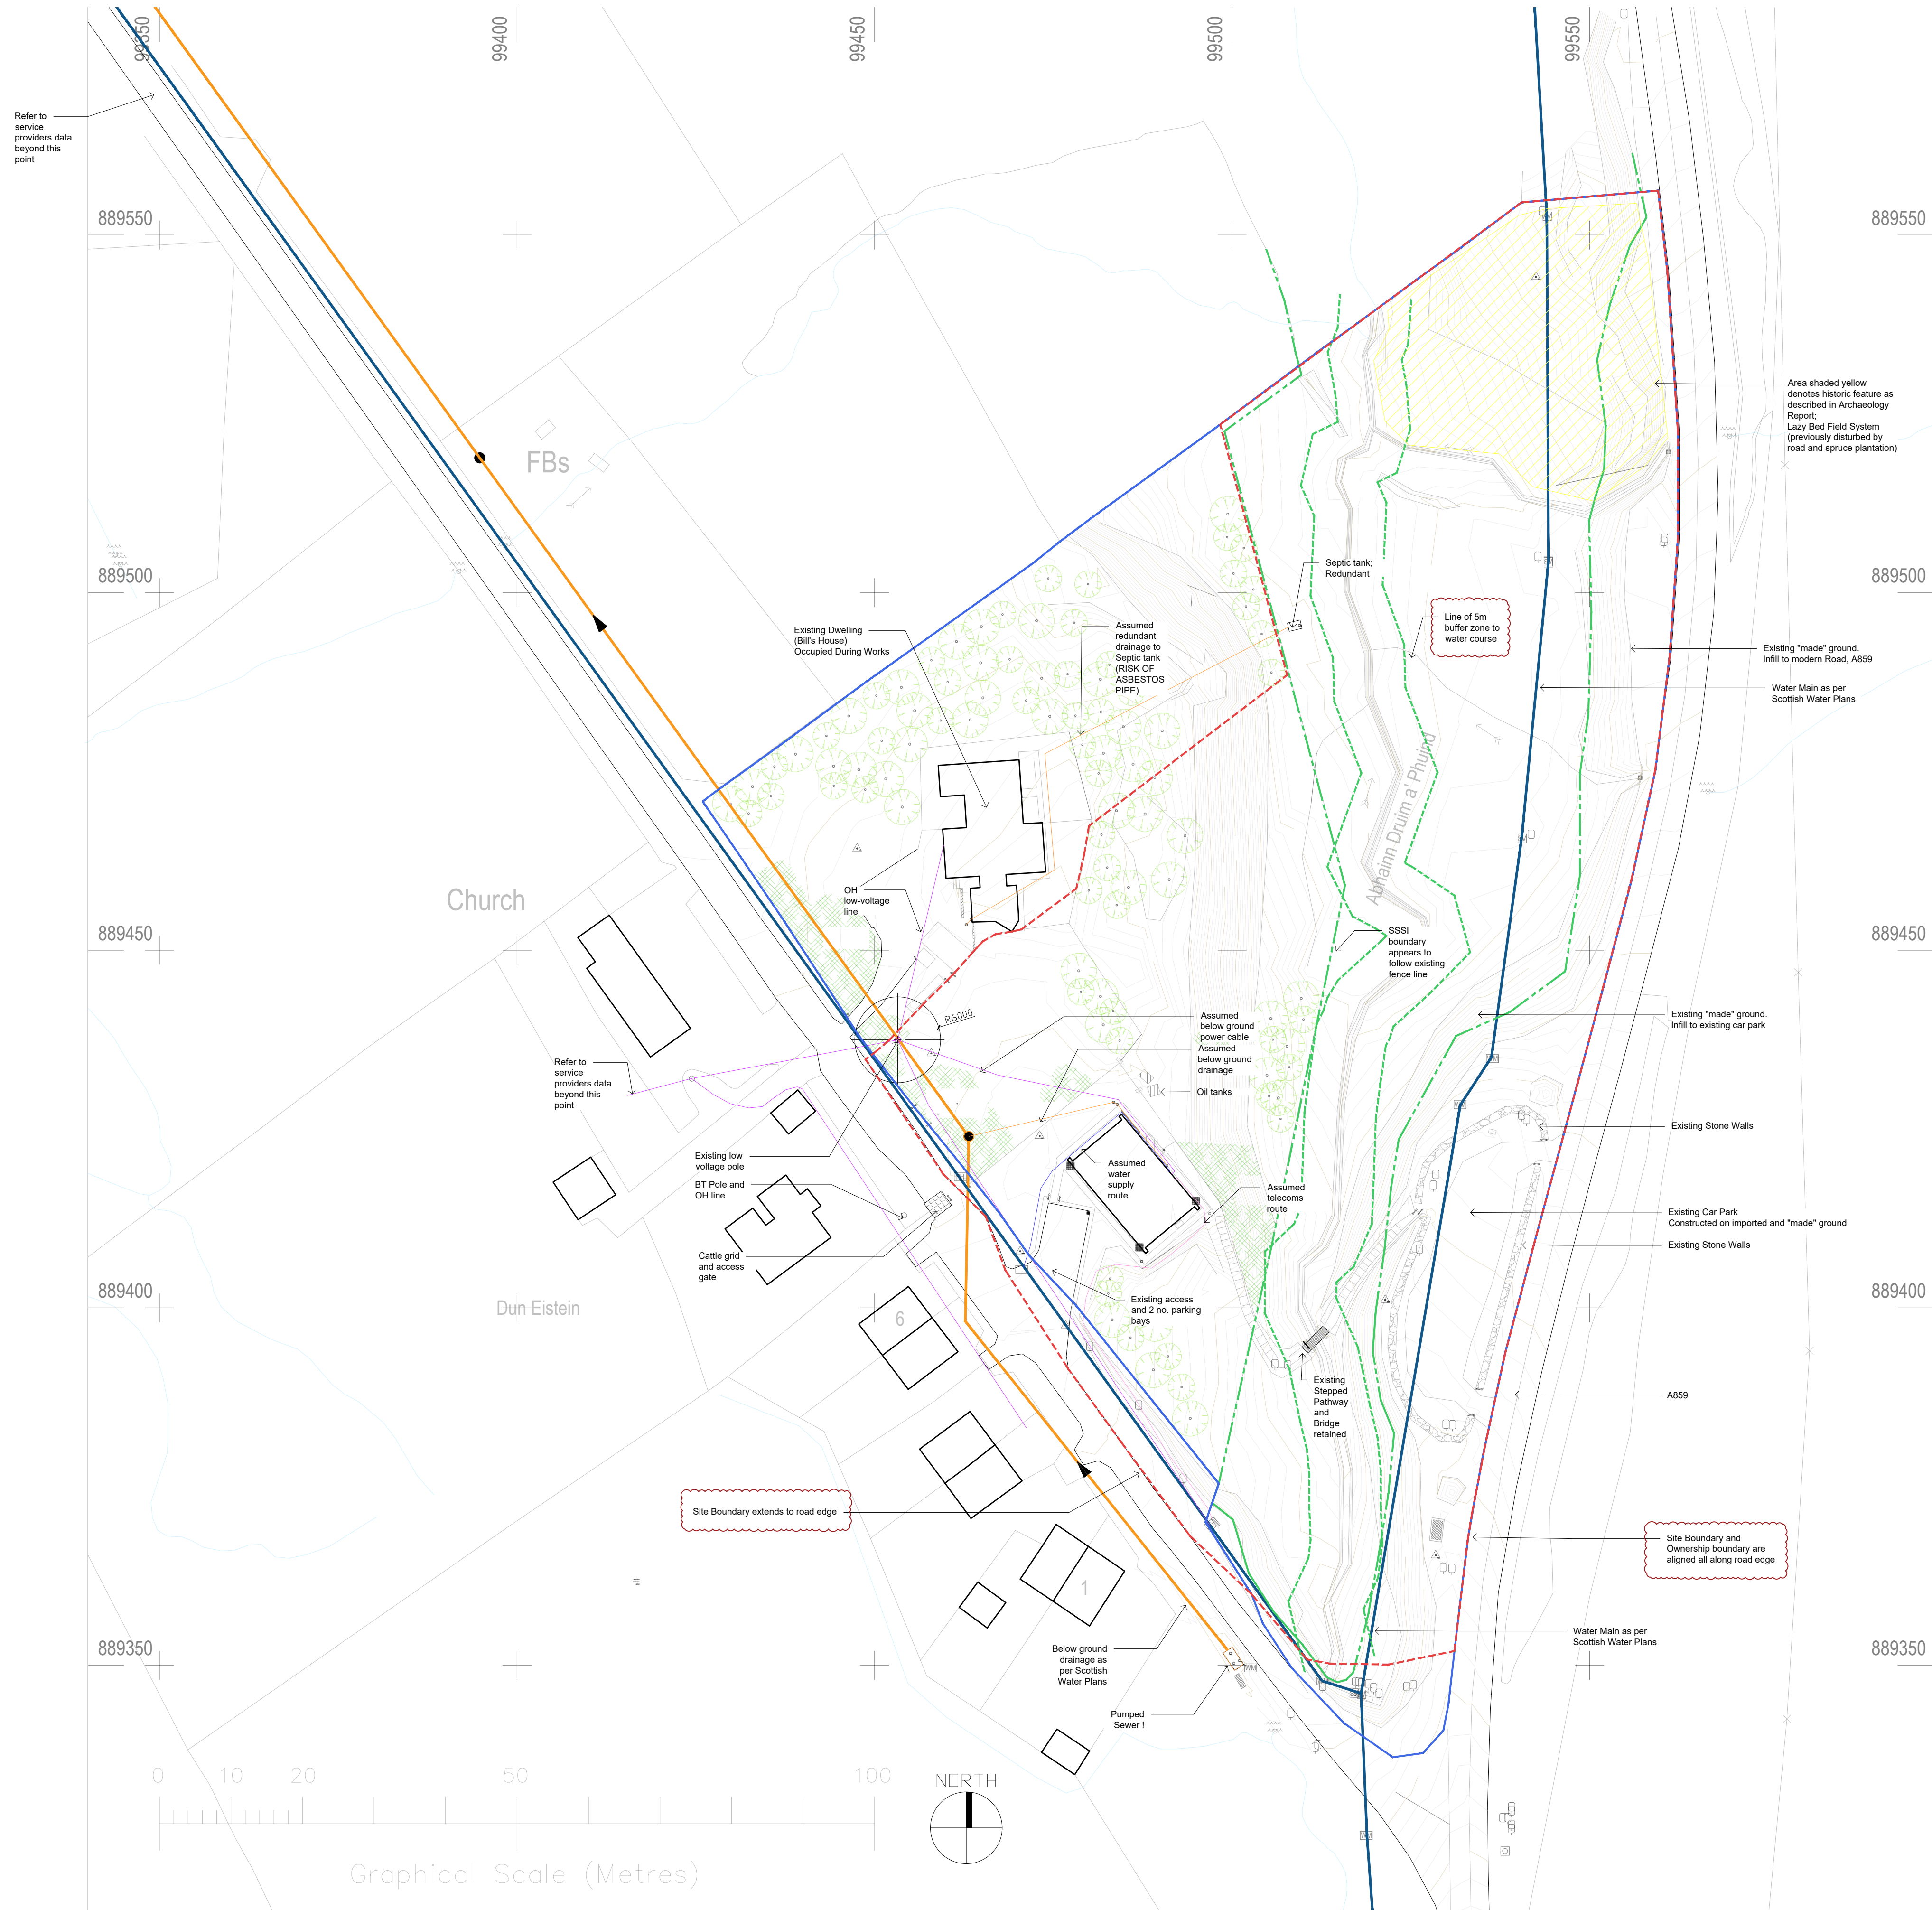 99350
99400
99450
99500
99550
Refer to
service
providers data
beyond this
point
889550
889550
Area shaded yellow
denotes historic feature as
described in Archaeology
Report;
Lazy Bed Field System
(previously disturbed by
road and spruce plantation)
FBs
889500
889500
Septic tank;
Redundant
Line of 5m
buffer zone to
water course
Existing Dwelling
(Bill's House)
Occupied During Works
Assumed
redundant
drainage to
Septic tank
(RISK OF
ASBESTOS
PIPE)
Existing "made" ground.
Infill to modern Road, A859
Water Main as per
Scottish Water Plans
Abhainn Druim a' Phuind
Church
OH
low-voltage
line
889450
889450
SSSI
boundary
appears to
follow existing
fence line
R6000
Assumed
below ground
power cable
Assumed
below ground
drainage
Existing "made" ground.
Infill to existing car park
Refer to
service
providers data
beyond this
point
Oil tanks
Existing Stone Walls
Existing low
voltage pole
Assumed
water
supply
route
BT Pole and
OH line
Assumed
telecoms
route
Existing Car Park
Constructed on imported and "made" ground
Existing Stone Walls
Cattle grid
and access
gate
889400
889400
Dun Eistein
6
Existing access
and 2 no. parking
bays
Existing
Stepped
Pathway
and
Bridge
retained
A859
Site Boundary extends to road edge
Site Boundary and
Ownership boundary are
aligned all along road edge
1
889350
889350
Below ground
drainage as
per Scottish
Water Plans
Water Main as per
Scottish Water Plans
WM
Pumped
Sewer !
0 10 20 50 100
NORTH
WM
Graphical Scale (Metres)